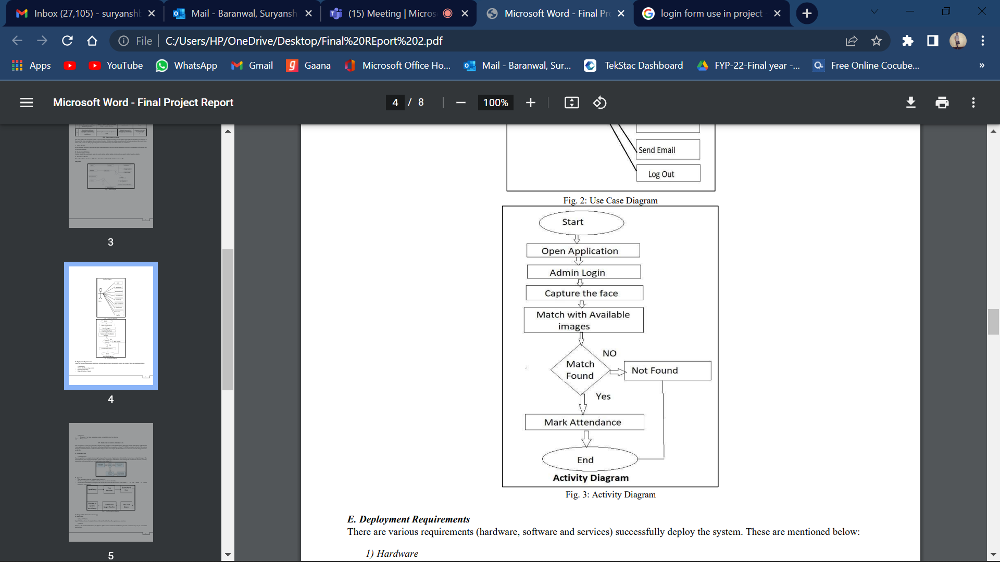 Inbox (27,105) - suryansh
Mail - Baranwal, Suryansh
(15) Meeting | Micros
Microsoft Word - Final Pr
login form use in project
File
C:/Users/HP/OneDrive/Desktop/Final%20REport%202.pdf
Apps
YouTube
WhatsApp
Gmail
Gaana
Microsoft Office Ho...
Mail - Baranwal, Sur...
TekStac Dashboard
FYP-22-Final year -...
Free Online Cocube...
»
Microsoft Word - Final Project Report
4 / 8
100%
3
4
5
Send Email
Log Out
Fig. 2: Use Case Diagram
Start
Open Application
Admin Login
Capture the face
Match with Available
images
NO
Match
Found
Not Found
Yes
Mark Attendance
End
Activity Diagram
Fig. 3: Activity Diagram
E. Deployment Requirements
There are various requirements (hardware, software and services) successfully deploy the system. These are mentioned below:
1) Hardware